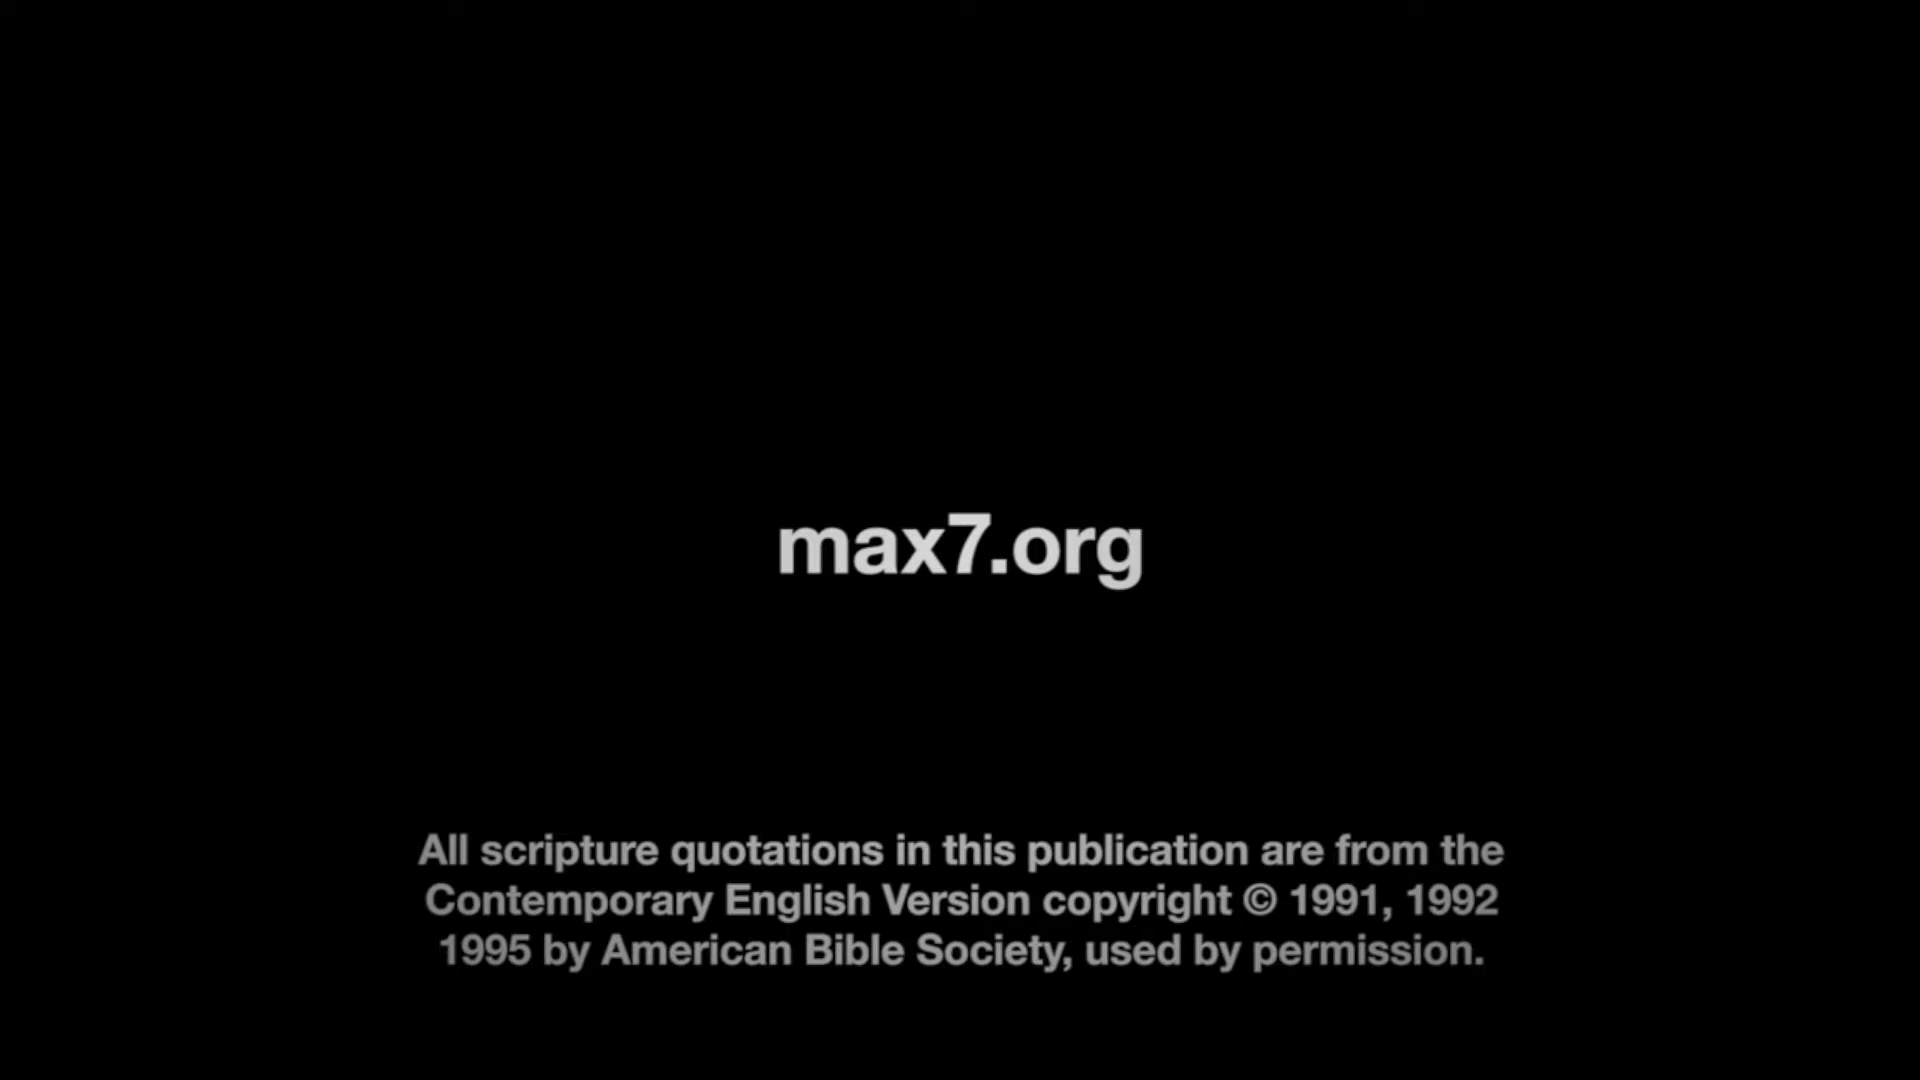 max7.org
All scripture quotations in this publication are from the
Contemporary English Version copyright © 1991, 1992
1995 by American Bible Society, used by permission.